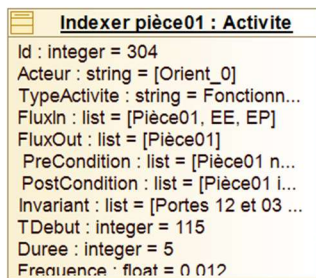 Indexer pièce01 : Activite
Id : integer = 304
Acteur : string = [Orient_0]
TypeActivite : string = Fonctionn...
FluxIn : list = [Pièce01, EE, EP]
FluxOut : list = [Pièce01]
PreCondition : list = [Pièce01 n...
PostCondition : list = [Pièce01 i...
Invariant : list = [Portes 12 et 03 ...
TDebut : integer = 115
Duree : integer = 5
Frequence : float = 0.012